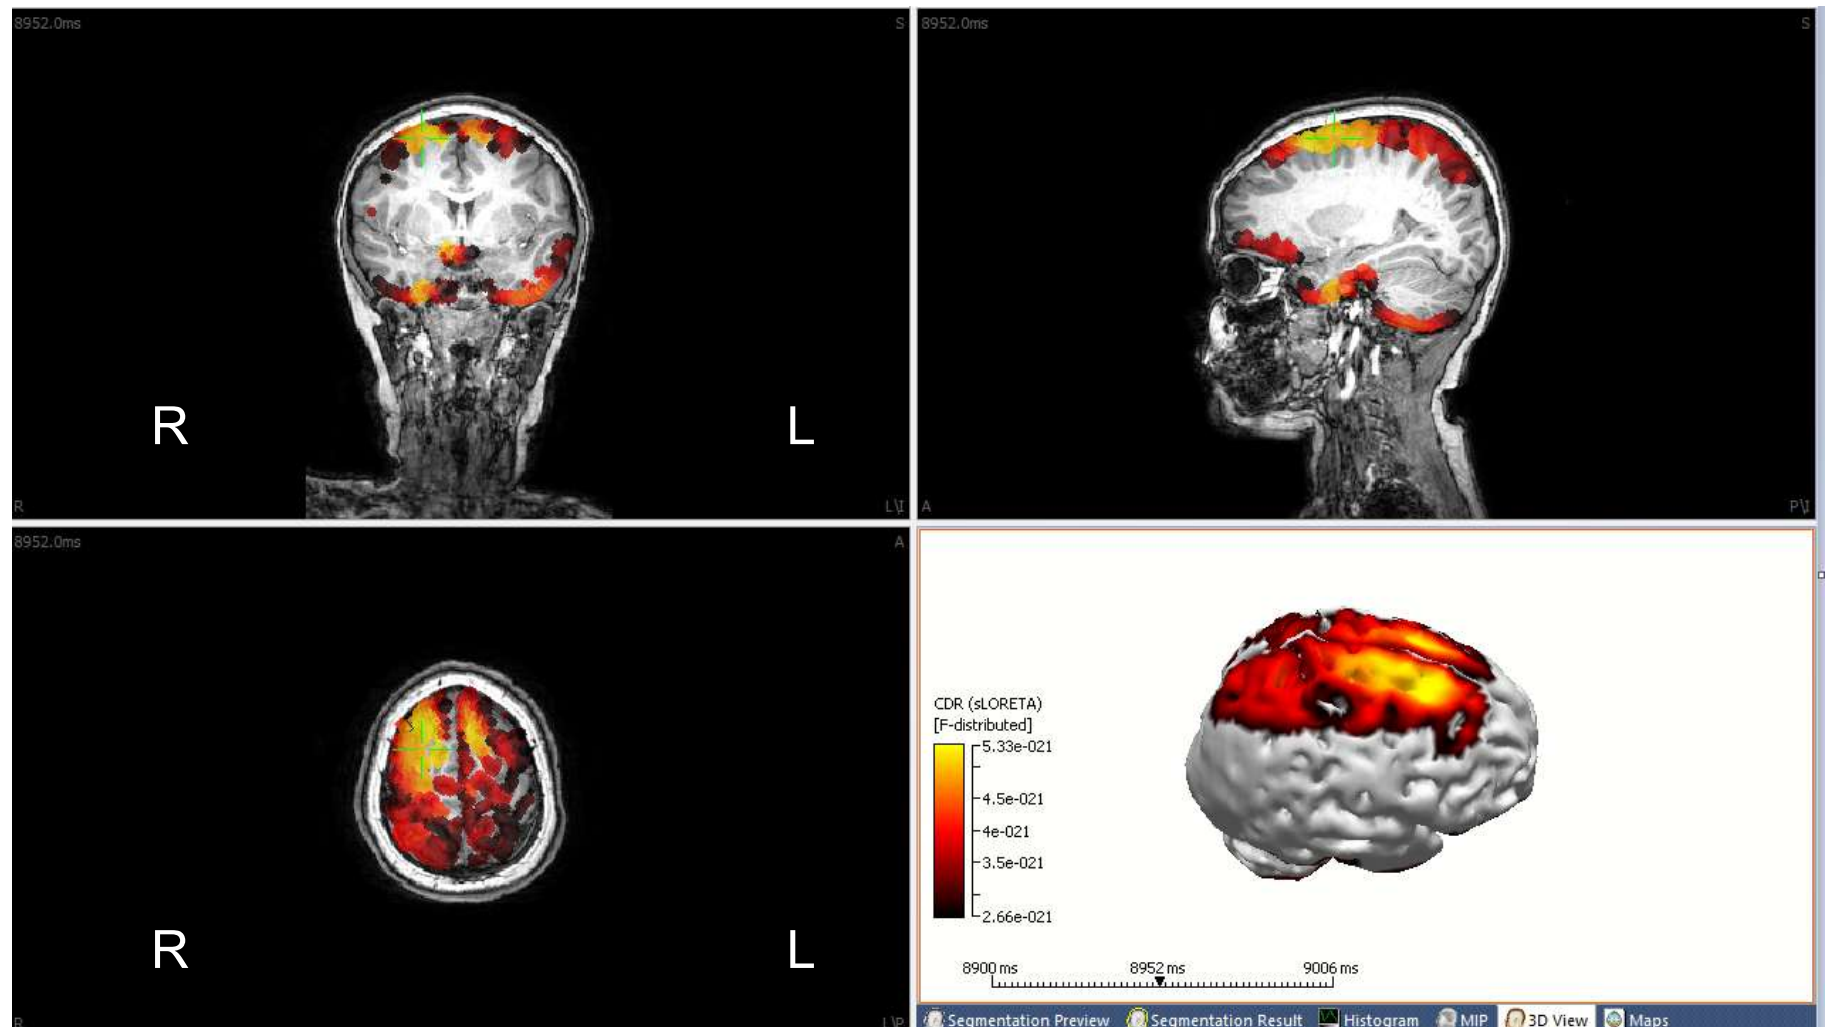 8952.0ms
S
R
L
R
L\I
8952.0ms
S
A
P\I
8952.0ms
A
R
L
R
L\P
CDR (sLORETA)
[F-distributed]
5.33e-021
4.5e-021
4e-021
3.5e-021
2.66e-021
8900 ms 8952 ms 9006 ms
Segmentation Preview Segmentation Result Histogram MIP 3D View Maps